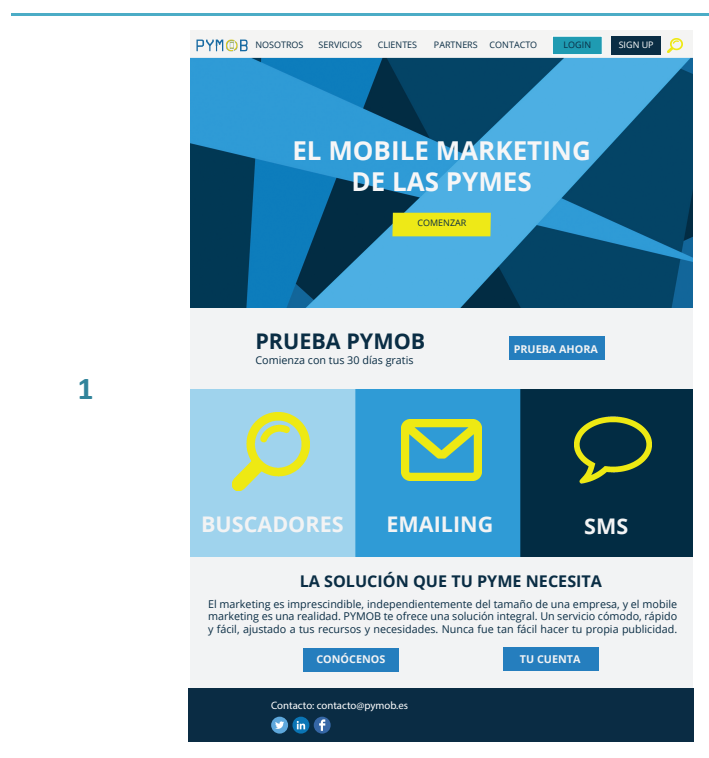 PYMOB NOSOTROS SERVICIOS CLIENTES PARTNERS CONTACTO LOGIN SIGN UP
EL MOBILE MARKETING
DE LAS PYMES
COMENZAR
PRUEBA PYMOB
Comienza con tus 30 días gratis
PRUEBA AHORA
1
BUSCADORES EMAILING SMS
LA SOLUCIÓN QUE TU PYME NECESITA
El marketing es imprescindible, independientemente del tamaño de una empresa, y el mobile
marketing es una realidad. PYMOB te ofrece una solución integral. Un servicio cómodo, rápido
y fácil, ajustado a tus recursos y necesidades. Nunca fue tan fácil hacer tu propia publicidad.
CONÓCENOS TU CUENTA
Contacto: contacto@pymob.es
in f